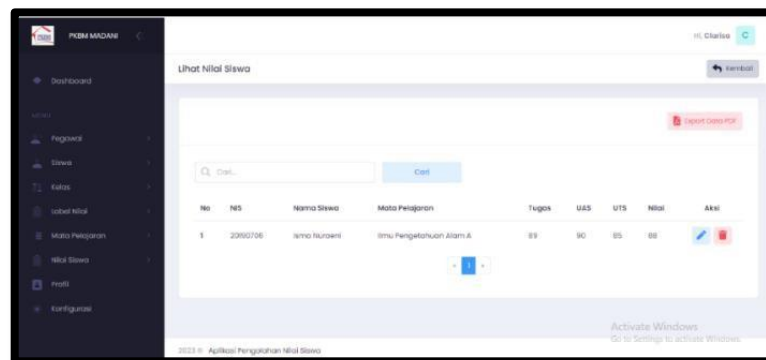 PKBM MADANI
Hi, Clarisa C
Lihat Nilai Siswa
Kembali
Dashboard
MENU
Export Data PDF
Pegawai
Siswa
Cari...
Cari
Kelas
Label Nilai
No NIS Nama Siswa Mata Pelajaran Tugas UAS UTS Nilai Aksi
Mata Pelajaran
1 20190706 Isma Nuraeni Ilmu Pengetahuan Alam A 89 90 85 88
Nilai Siswa
« 1 »
Profil
Konfigurasi
Activate Windows
Go to Settings to activate Windows.
2023 © Aplikasi Pengolahan Nilai Siswa